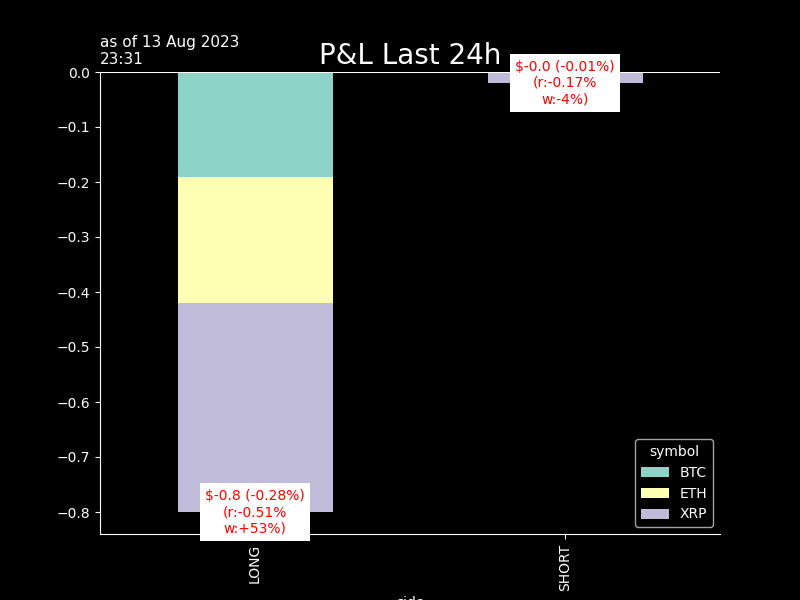 as of 13 Aug 2023
23:31
P&L Last 24h
0.0
−0.1
−0.2
−0.3
−0.4
−0.5
−0.6
−0.7
−0.8
$-0.0 (-0.01%)
(r:-0.17%
w:-4%)
$-0.8 (-0.28%)
(r:-0.51%
w:+53%)
symbol
BTC
ETH
XRP
LONG
SHORT